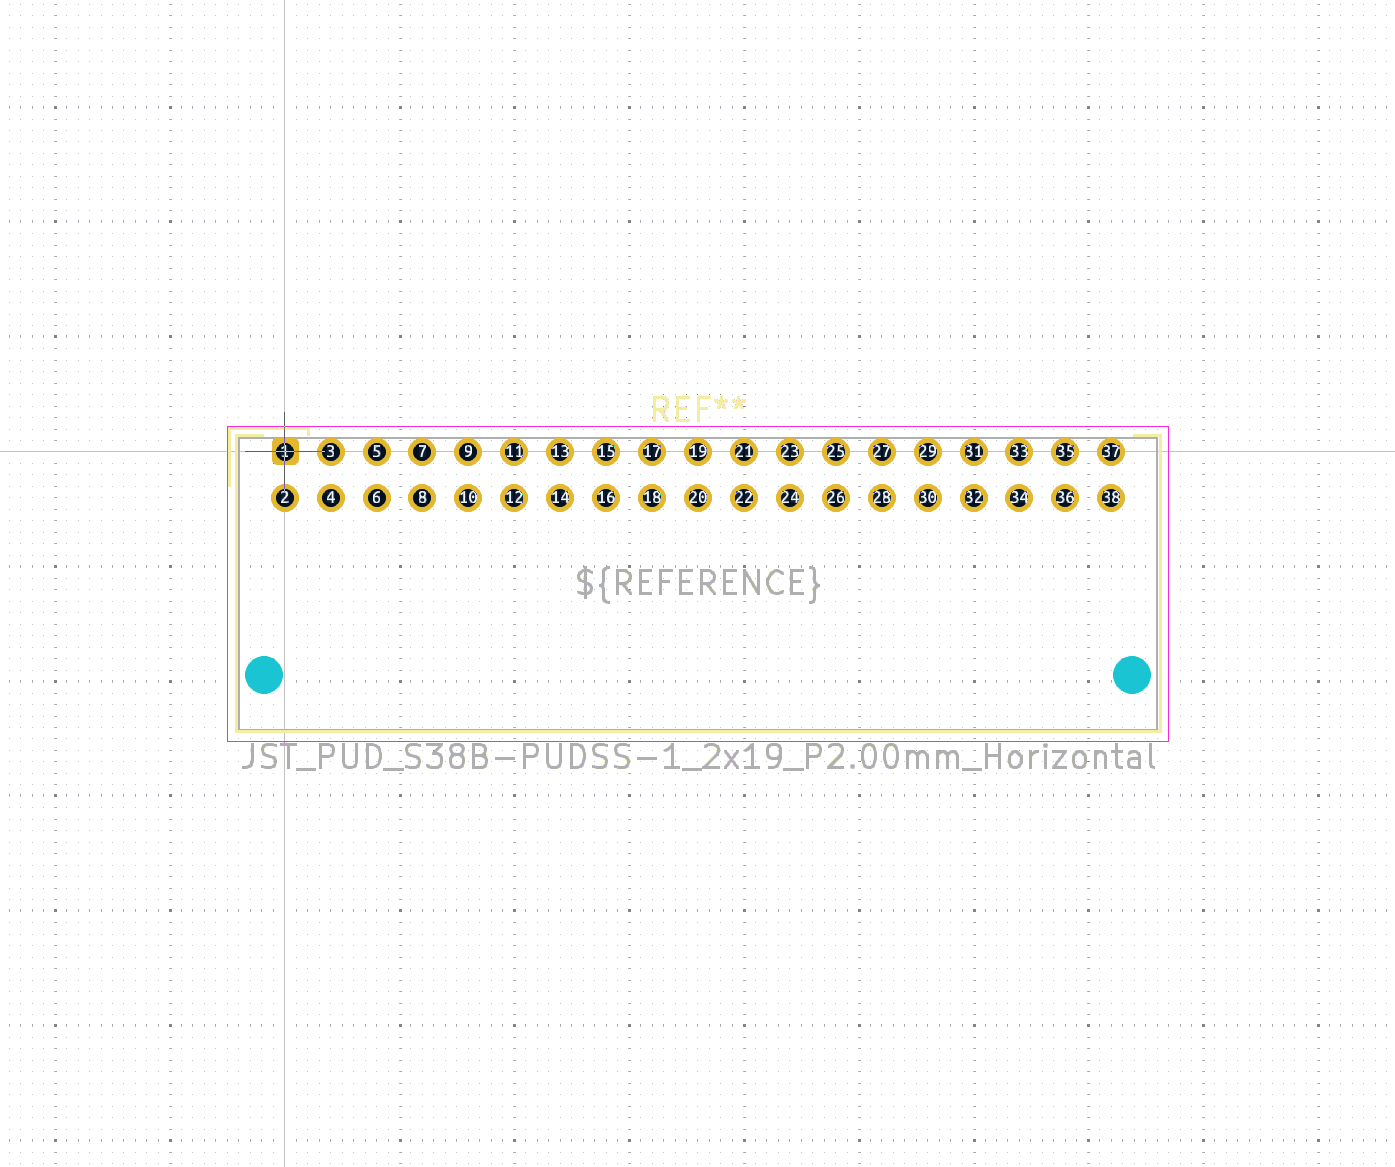 REF**
1 3 5 7 9 11 13 15 17 19 21 23 25 27 29 31 33 35 37
2 4 6 8 10 12 14 16 18 20 22 24 26 28 30 32 34 36 38
${REFERENCE}
JST_PUD_S38B-PUDSS-1_2x19_P2.00mm_Horizontal